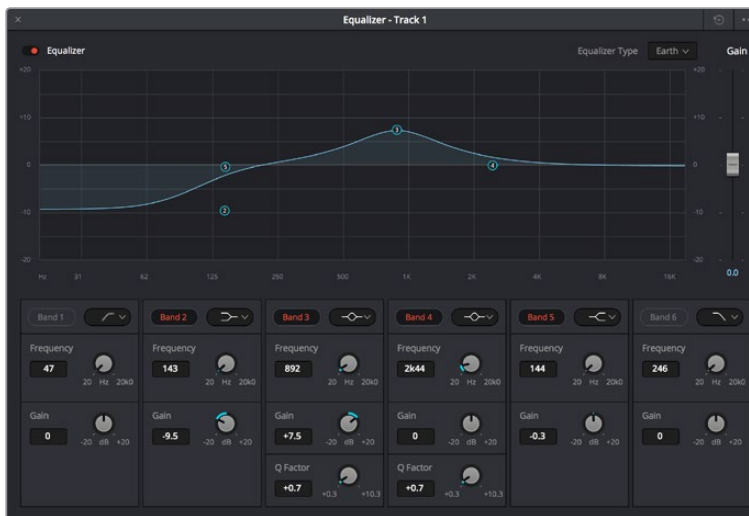 Equalizer - Track 1
Equalizer
Equalizer Type
Earth
Gain
+20 +20
+10 +10
0 0
-10 -10
-20 -20
Hz 31 62 125 250 500 1K 2K 4K 8K 16K
0.0
5 3 4 2
Band 1 Band 2 Band 3 Band 4 Band 5 Band 6
Frequency Frequency Frequency Frequency Frequency Frequency
47 143 892 2k44 144 246
20 Hz 20k0 20 Hz 20k0 20 Hz 20k0 20 Hz 20k0 20 Hz 20k0 20 Hz 20k0
Gain Gain Gain Gain Gain Gain
0 -9.5 +7.5 0 -0.3 0
-20 dB +20 -20 dB +20 -20 dB +20 -20 dB +20 -20 dB +20 -20 dB +20
Q Factor Q Factor
+0.7 +0.7
+0.3 +10.3 +0.3 +10.3